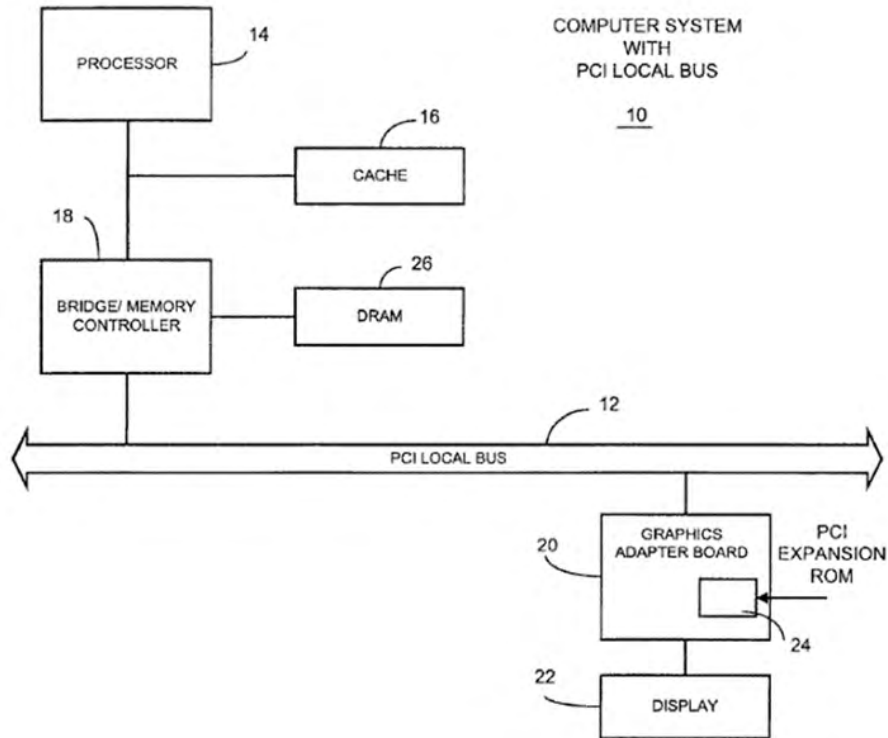 PROCESSOR
14
COMPUTER SYSTEM
WITH
PCI LOCAL BUS
10
16
CACHE
18
BRIDGE/ MEMORY
CONTROLLER
26
DRAM
12
PCI LOCAL BUS
20
GRAPHICS
ADAPTER BOARD
PCI
EXPANSION
ROM
24
22
DISPLAY